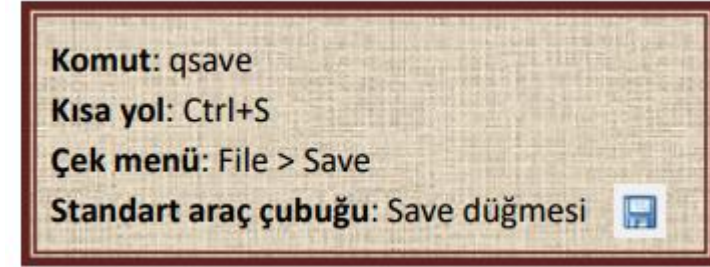 Komut: qsave
Kısa yol: Ctrl+S
Çek menü: File > Save
Standart araç çubuğu: Save düğmesi